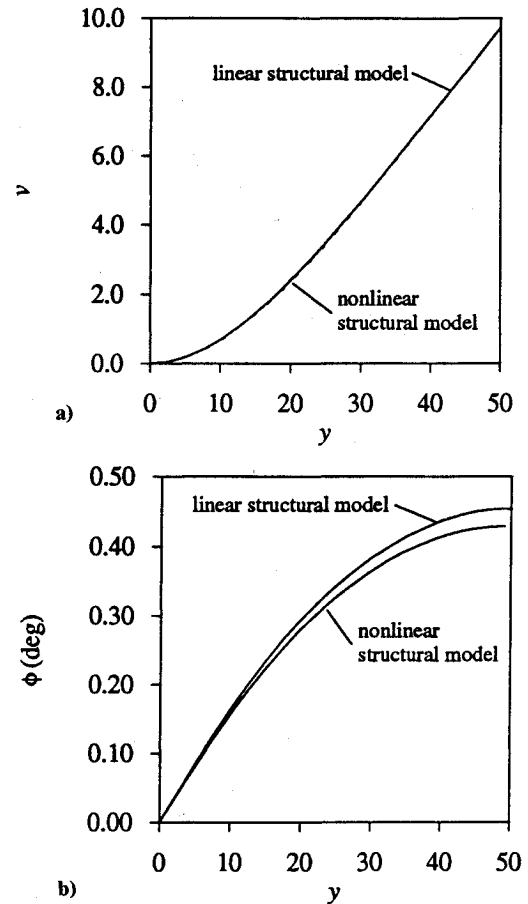 10.0
linear structural model
8.0
6.0
v
4.0
nonlinear
structural model
2.0
0.0
0 10 20 30 40 50
a)
y
0.50
linear structural model
0.40
0.30
ϕ (deg)
nonlinear
structural model
0.20
0.10
0.00
0 10 20 30 40 50
b)
y